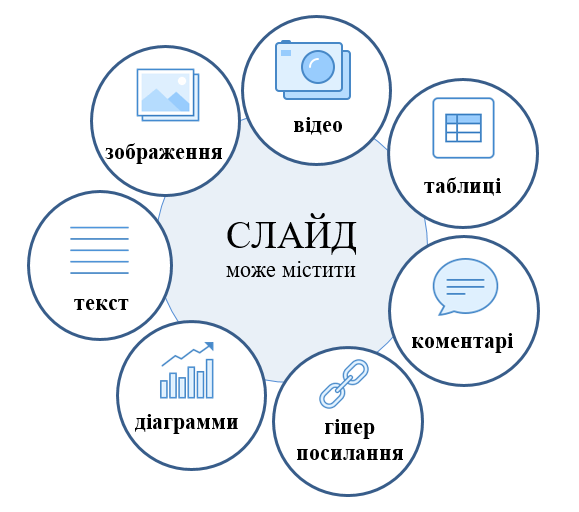 СЛАЙД
може містити
відео
таблиці
коментарі
гіпер
посилання
діаграмми
текст
зображення